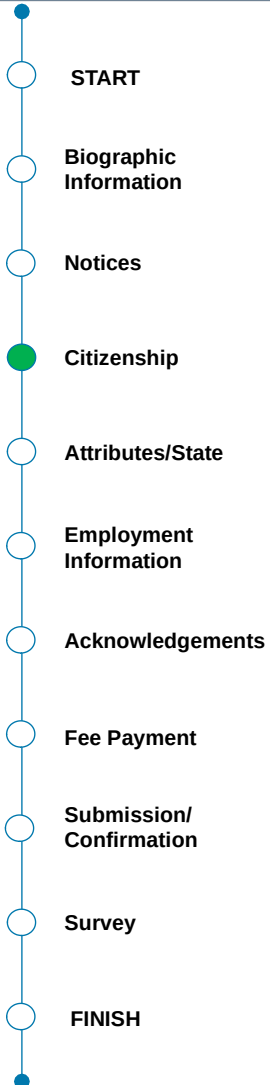 START
Biographic
Information
Notices
Citizenship
Attributes/State
Employment
Information
Acknowledgements
Fee Payment
Submission/
Confirmation
Survey
FINISH